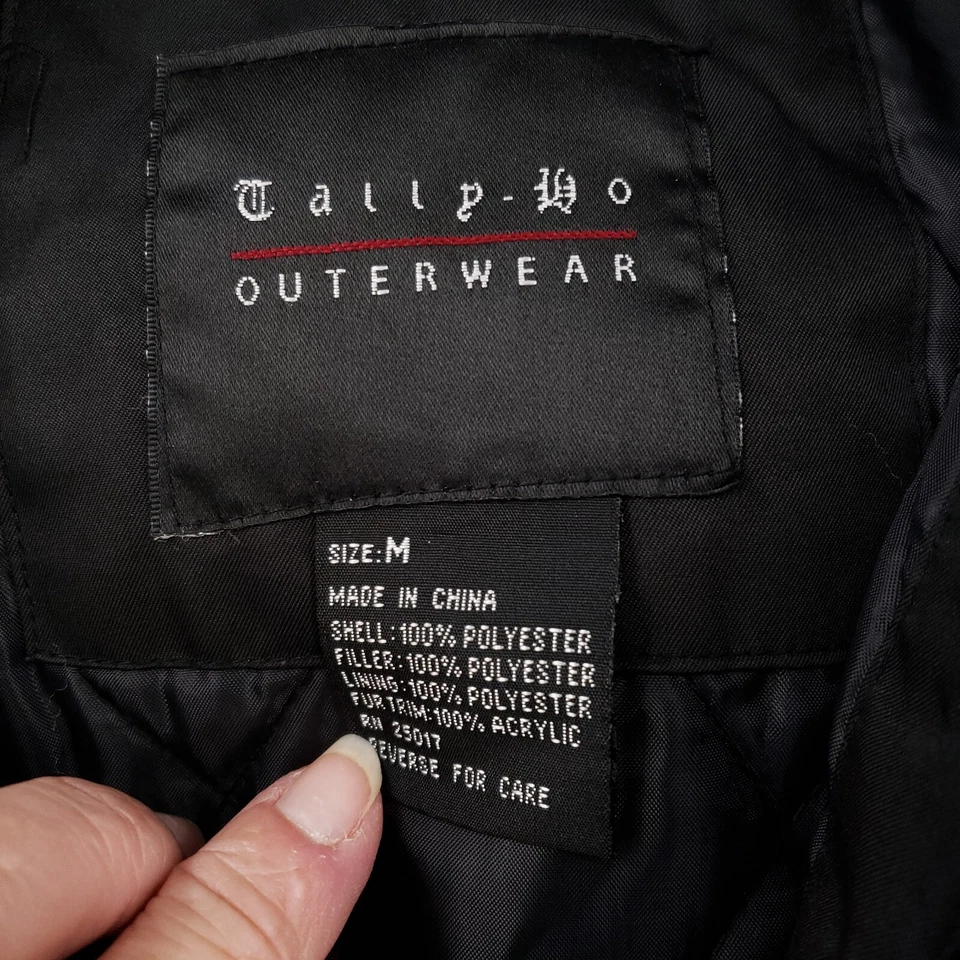 Tally-Ho
OUTERWEAR
SIZE:M
MADE IN CHINA
SHELL:100% POLYESTER
FILLER:100% POLYESTER
LINING:100% POLYESTER
FUR TRIM:100% ACRYLIC
RN 29017
REVERSE FOR CARE